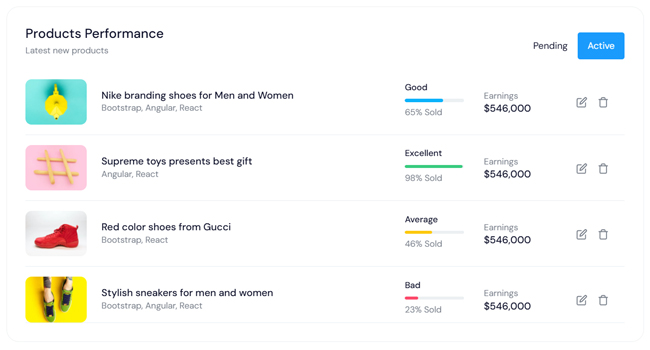 Products Performance
Latest new products
Pending
Active
Nike branding shoes for Men and Women
Bootstrap, Angular, React
Good
65% Sold
Earnings
$546,000
Supreme toys presents best gift
Angular, React
Excellent
98% Sold
Earnings
$546,000
Red color shoes from Gucci
Bootstrap, React
Average
46% Sold
Earnings
$546,000
Stylish sneakers for men and women
Bootstrap, Angular, React
Bad
23% Sold
Earnings
$546,000